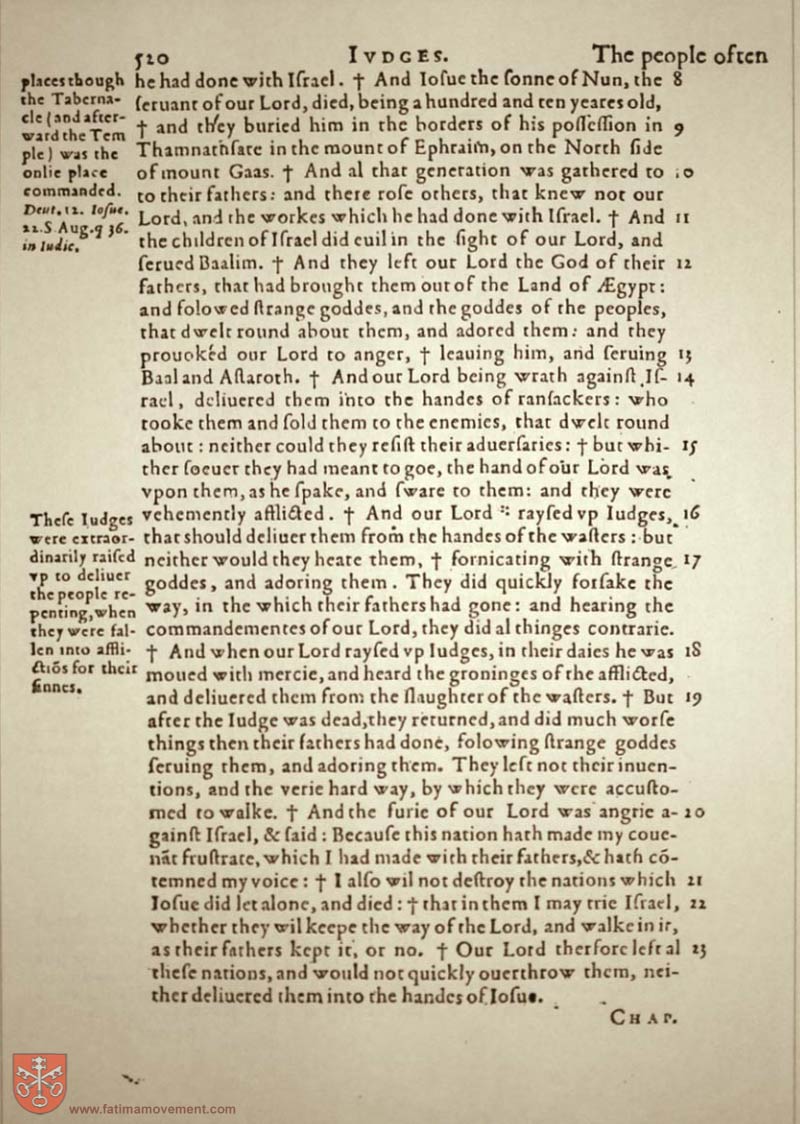 520 IVDGES. The people often
places though
the Taberna-
cle (and after-
ward the Tem
ple) was the
onlie place
commanded.
Deut. 12. Iosue.
22. S Aug. q 36.
in Iudic.
he had done with Iſrael. † And Ioſue the ſonne of Nun, the 8
ſeruant of our Lord, died, being a hundred and ten yeares old,
† and they buried him in the borders of his poſſeſſion in 9
Thamnathſare in the mount of Ephraim, on the North ſide
of mount Gaas. † And al that generation was gathered to 10
to their fathers: and there roſe others, that knew not our
Lord, and the workes which he had done with Iſrael. † And 11
the children of Iſrael did euil in the ſight of our Lord, and
ſerued Baalim. † And they left our Lord the God of their 12
fathers, that had brought them out of the Land of Ægypt:
and folowed ſtrange goddes, and the goddes of the peoples,
that dwelt round about them, and adored them: and they
prouoked our Lord to anger, † leauing him, and ſeruing 13
Baal and Aſtaroth. † And our Lord being wrath againſt Iſ- 14
rael, deliuered them into the handes of ranſackers: who
tooke them and ſold them to the enemies, that dwelt round
about: neither could they reſiſt their aduerſaries: † but whi- 15
ther ſoeuer they had meant to goe, the hand of our Lord was
vpon them, as he ſpake, and ſware to them: and they were
vehemently afflicted. † And our Lord :: rayſed vp Iudges, 16
that should deliuer them from the handes of the waſters: but
neither would they heare them, † fornicating with ſtrange 17
goddes, and adoring them. They did quickly forſake the
way, in the which their fathers had gone: and hearing the
commandementes of our Lord, they did al thinges contrarie.
† And when our Lord rayſed vp Iudges, in their daies he was 18
moued with mercie, and heard the groninges of the afflicted,
and deliuered them from the ſlaughter of the waſters. † But 19
after the Iudge was dead, they returned, and did much worſe
things then their fathers had done, folowing ſtrange goddes
ſeruing them, and adoring them. They left not their inuen-
tions, and the verie hard way, by which they were accuſto-
med to walke. † And the furie of our Lord was angrie a- 20
gainſt Iſrael, & ſaid: Becauſe this nation hath made my coue-
nãt fruſtrate, which I had made with their fathers, & hath cõ-
temned my voice: † I alſo wil not deſtroy the nations which 21
Ioſue did let alone, and died: † that in them I may trie Iſrael, 22
whether they wil keepe the way of the Lord, and walke in it,
as their fathers kept it, or no. † Our Lord therfore left al 23
theſe nations, and would not quickly ouerthrow them, nei-
ther deliuered them into the handes of Ioſue.
Theſe Iudges
were extraor-
dinarily raiſed
vp to deliuer
the people re-
penting, when
they were fal-
len into affli-
ctiõs for their
ſinnes.
CHAP.
www.fatimamovement.com